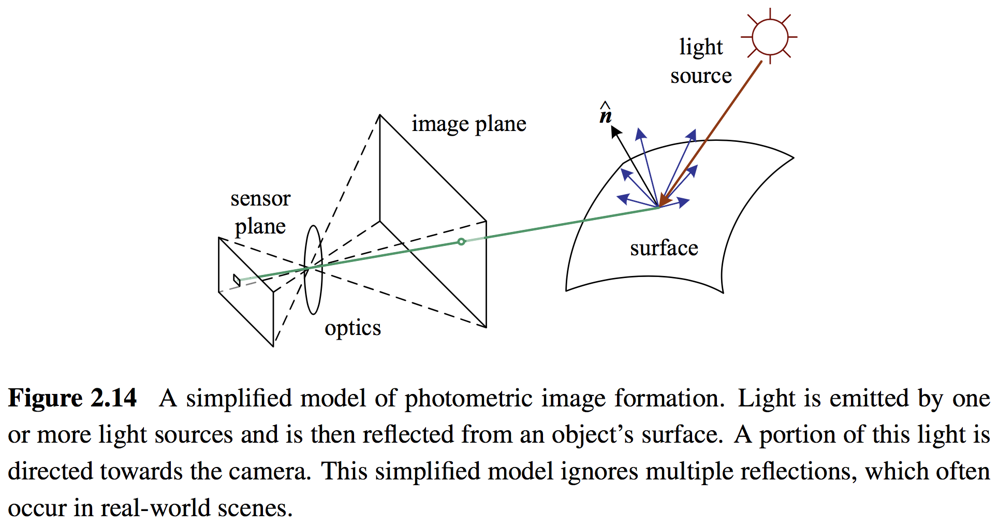 light
source
n̂
image plane
sensor
plane
surface
optics
Figure 2.14 A simplified model of photometric image formation. Light is emitted by one
or more light sources and is then reflected from an object’s surface. A portion of this light is
directed towards the camera. This simplified model ignores multiple reflections, which often
occur in real-world scenes.